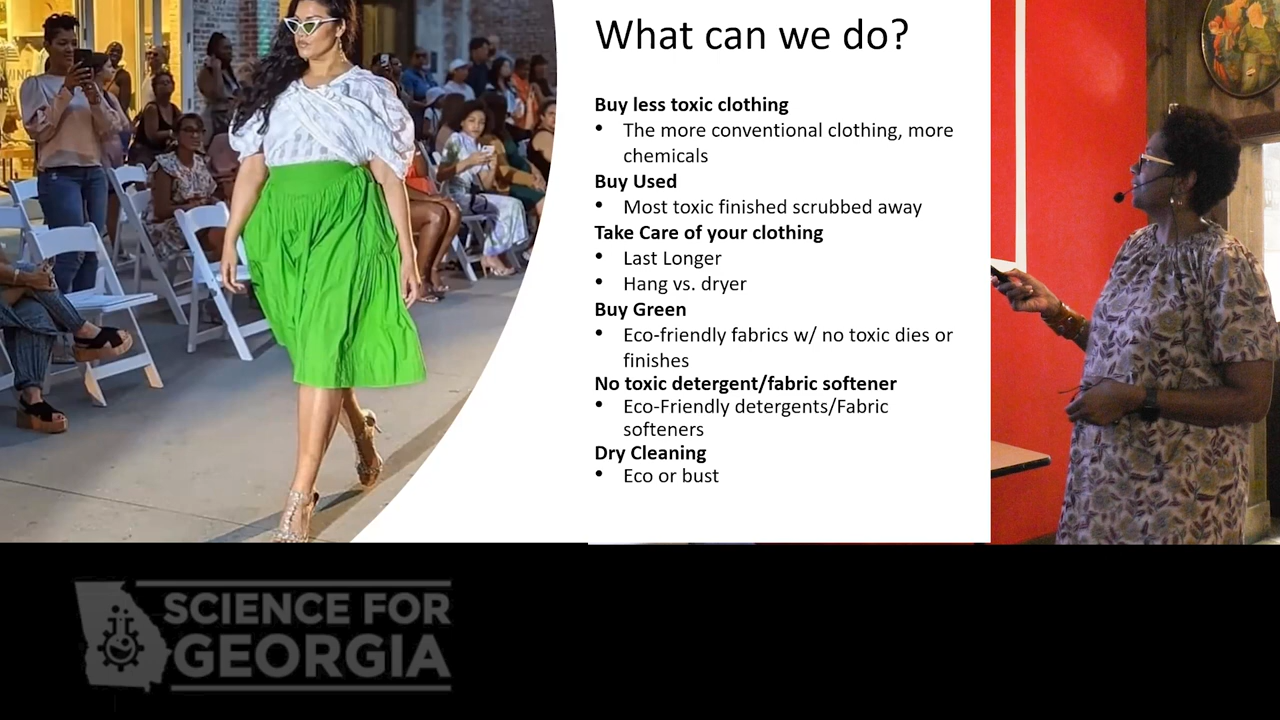 What can we do?
Buy less toxic clothing
• The more conventional clothing, more
chemicals
Buy Used
• Most toxic finished scrubbed away
Take Care of your clothing
• Last Longer
• Hang vs. dryer
Buy Green
• Eco-friendly fabrics w/ no toxic dies or
finishes
No toxic detergent/fabric softener
• Eco-Friendly detergents/Fabric
softeners
Dry Cleaning
• Eco or bust
SCIENCE FOR
GEORGIA